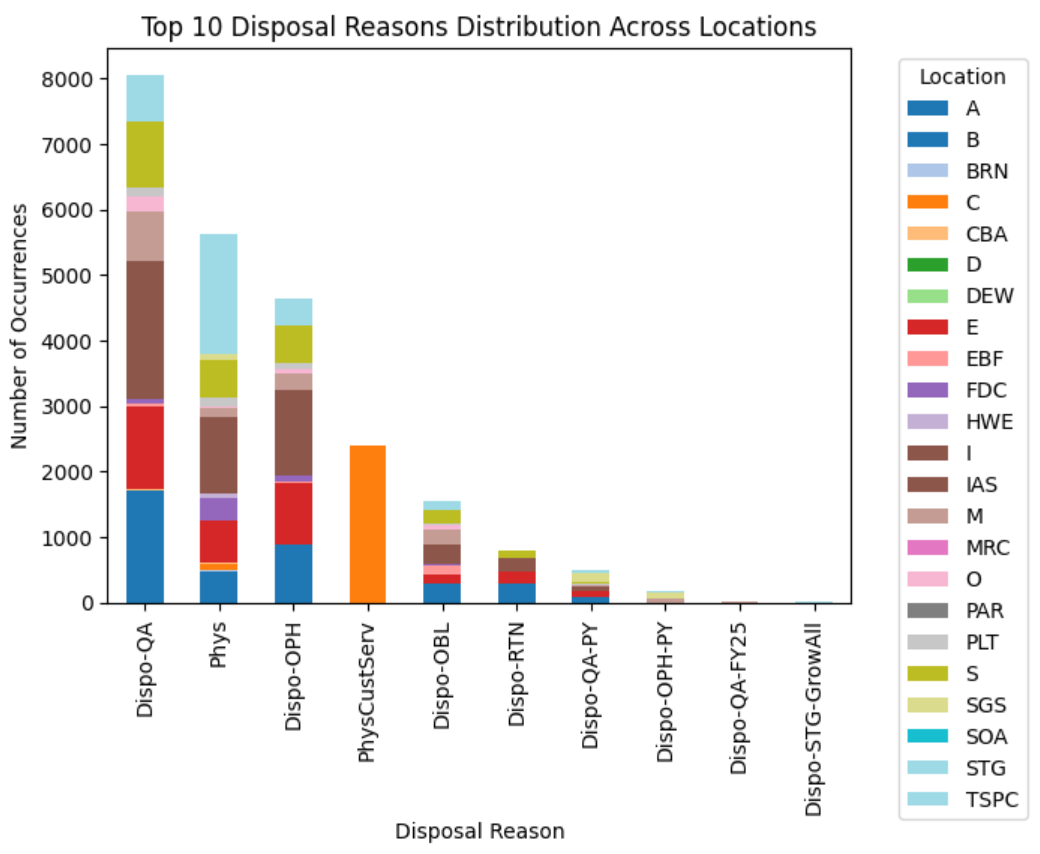 Top 10 Disposal Reasons Distribution Across Locations
Number of Occurrences
8000
7000
6000
5000
4000
3000
2000
1000
0
Dispo-QA
Phys
Dispo-OPH
PhysCustServ
Dispo-OBL
Dispo-RTN
Dispo-QA-PY
Dispo-OPH-PY
Dispo-QA-FY25
Dispo-STG-GrowAll
Disposal Reason
Location
A
B
BRN
C
CBA
D
DEW
E
EBF
FDC
HWE
I
IAS
M
MRC
O
PAR
PLT
S
SGS
SOA
STG
TSPC